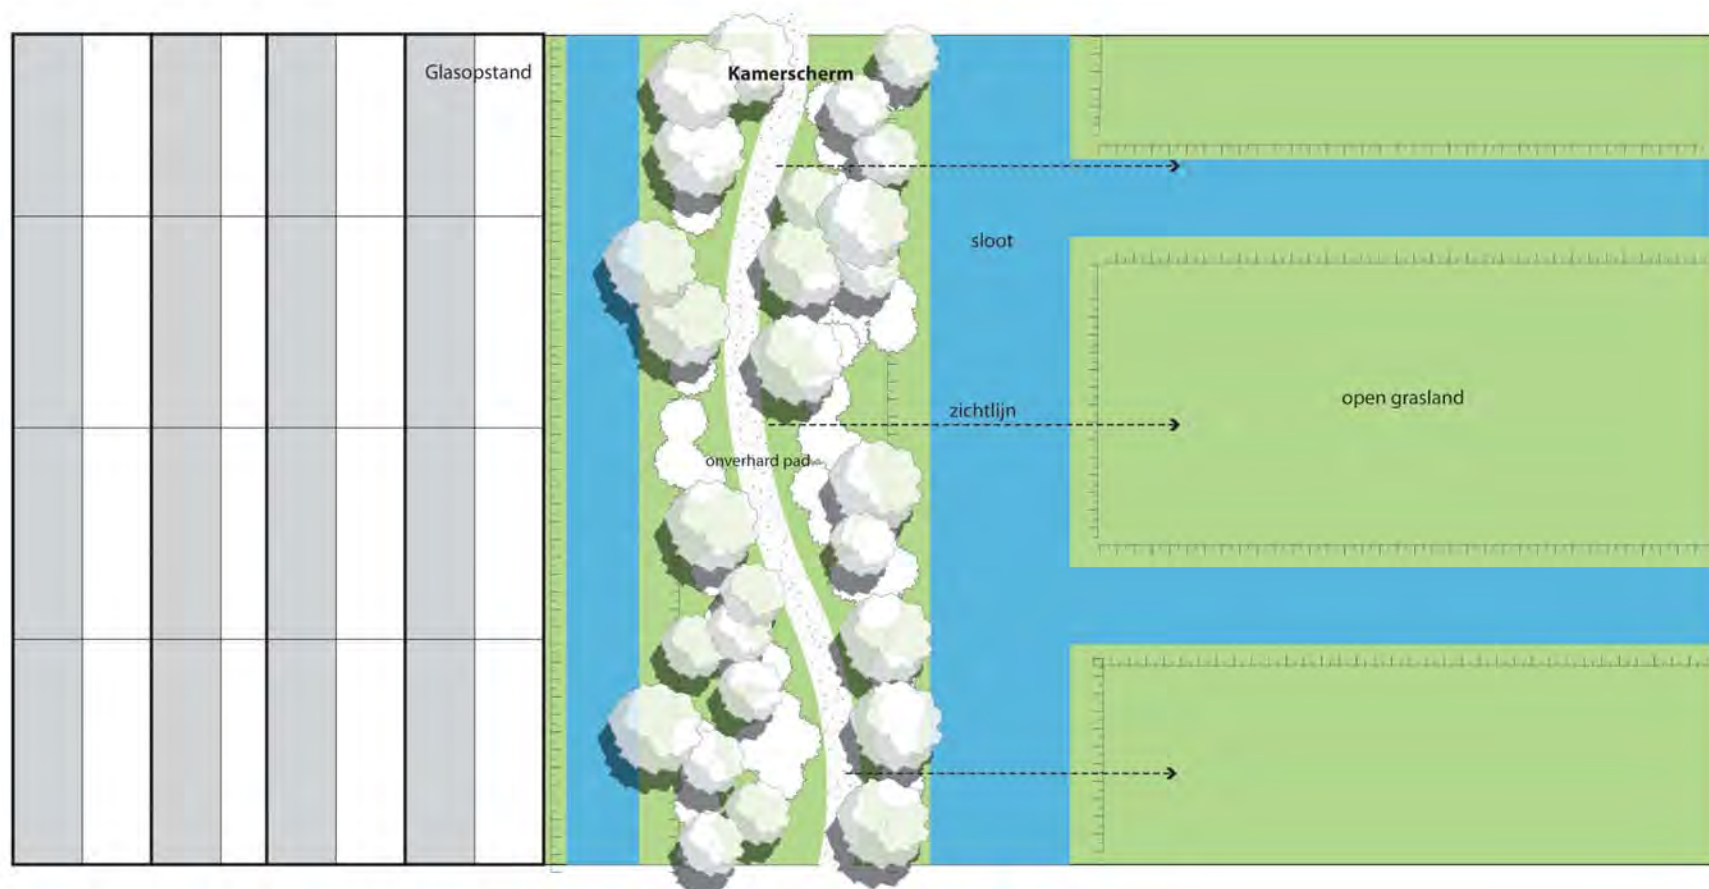 Glasopstand
Kamerscherm
sloot
zichtlijn
open grasland
onverhard pad